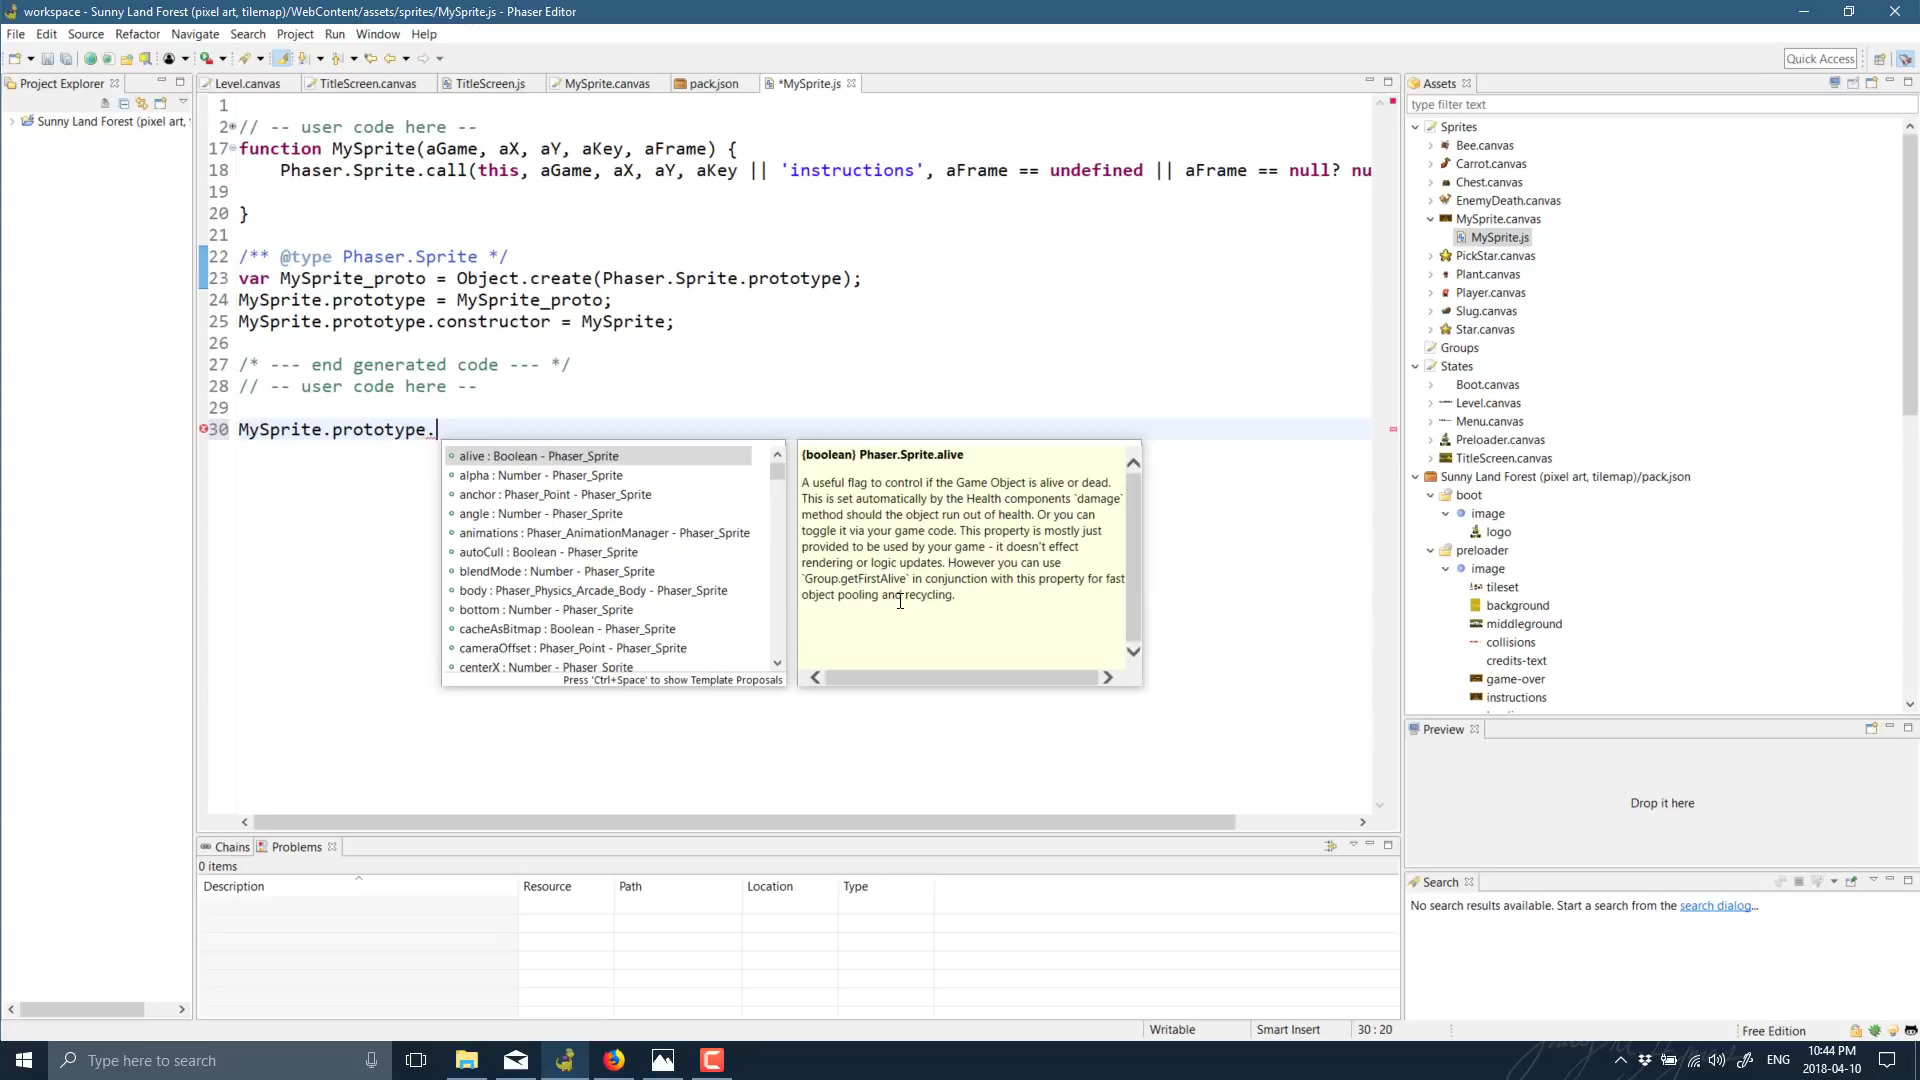 workspace - Sunny Land Forest (pixel art, tilemap)/WebContent/assets/sprites/MySprite.js - Phaser Editor
File Edit Source Refactor Navigate Search Project Run Window Help
Quick Access
Project Explorer
Sunny Land Forest (pixel art, t
Level.canvas TitleScreen.canvas TitleScreen.js MySprite.canvas pack.json *MySprite.js
1
2 // -- user code here --
17 function MySprite(aGame, aX, aY, aKey, aFrame) {
18 Phaser.Sprite.call(this, aGame, aX, aY, aKey || 'instructions', aFrame == undefined || aFrame == null? nu
19
20 }
21
22 /** @type Phaser.Sprite */
23 var MySprite_proto = Object.create(Phaser.Sprite.prototype);
24 MySprite.prototype = MySprite_proto;
25 MySprite.prototype.constructor = MySprite;
26
27 /* --- end generated code --- */
28 // -- user code here --
29
30 MySprite.prototype.
alive : Boolean - Phaser_Sprite
alpha : Number - Phaser_Sprite
anchor : Phaser_Point - Phaser_Sprite
angle : Number - Phaser_Sprite
animations : Phaser_AnimationManager - Phaser_Sprite
autoCull : Boolean - Phaser_Sprite
blendMode : Number - Phaser_Sprite
body : Phaser_Physics_Arcade_Body - Phaser_Sprite
bottom : Number - Phaser_Sprite
cacheAsBitmap : Boolean - Phaser_Sprite
cameraOffset : Phaser_Point - Phaser_Sprite
centerX : Number - Phaser_Sprite
Press 'Ctrl+Space' to show Template Proposals
{boolean} Phaser.Sprite.alive
A useful flag to control if the Game Object is alive or dead.
This is set automatically by the Health components `damage`
method should the object run out of health. Or you can
toggle it via your game code. This property is mostly just
provided to be used by your game - it doesn't effect
rendering or logic updates. However you can use
`Group.getFirstAlive` in conjunction with this property for fast
object pooling and recycling.
Assets
type filter text
Sprites
Bee.canvas
Carrot.canvas
Chest.canvas
EnemyDeath.canvas
MySprite.canvas
MySprite.js
PickStar.canvas
Plant.canvas
Player.canvas
Slug.canvas
Star.canvas
Groups
States
Boot.canvas
Level.canvas
Menu.canvas
Preloader.canvas
TitleScreen.canvas
Sunny Land Forest (pixel art, tilemap)/pack.json
boot
image
logo
preloader
image
tileset
background
middleground
collisions
credits-text
game-over
instructions
Preview
Drop it here
Search
No search results available. Start a search from the search dialog...
Chains Problems
0 items
Description Resource Path Location Type
Writable Smart Insert 30 : 20
Free Edition
Type here to search
ENG
10:44 PM
2018-04-10